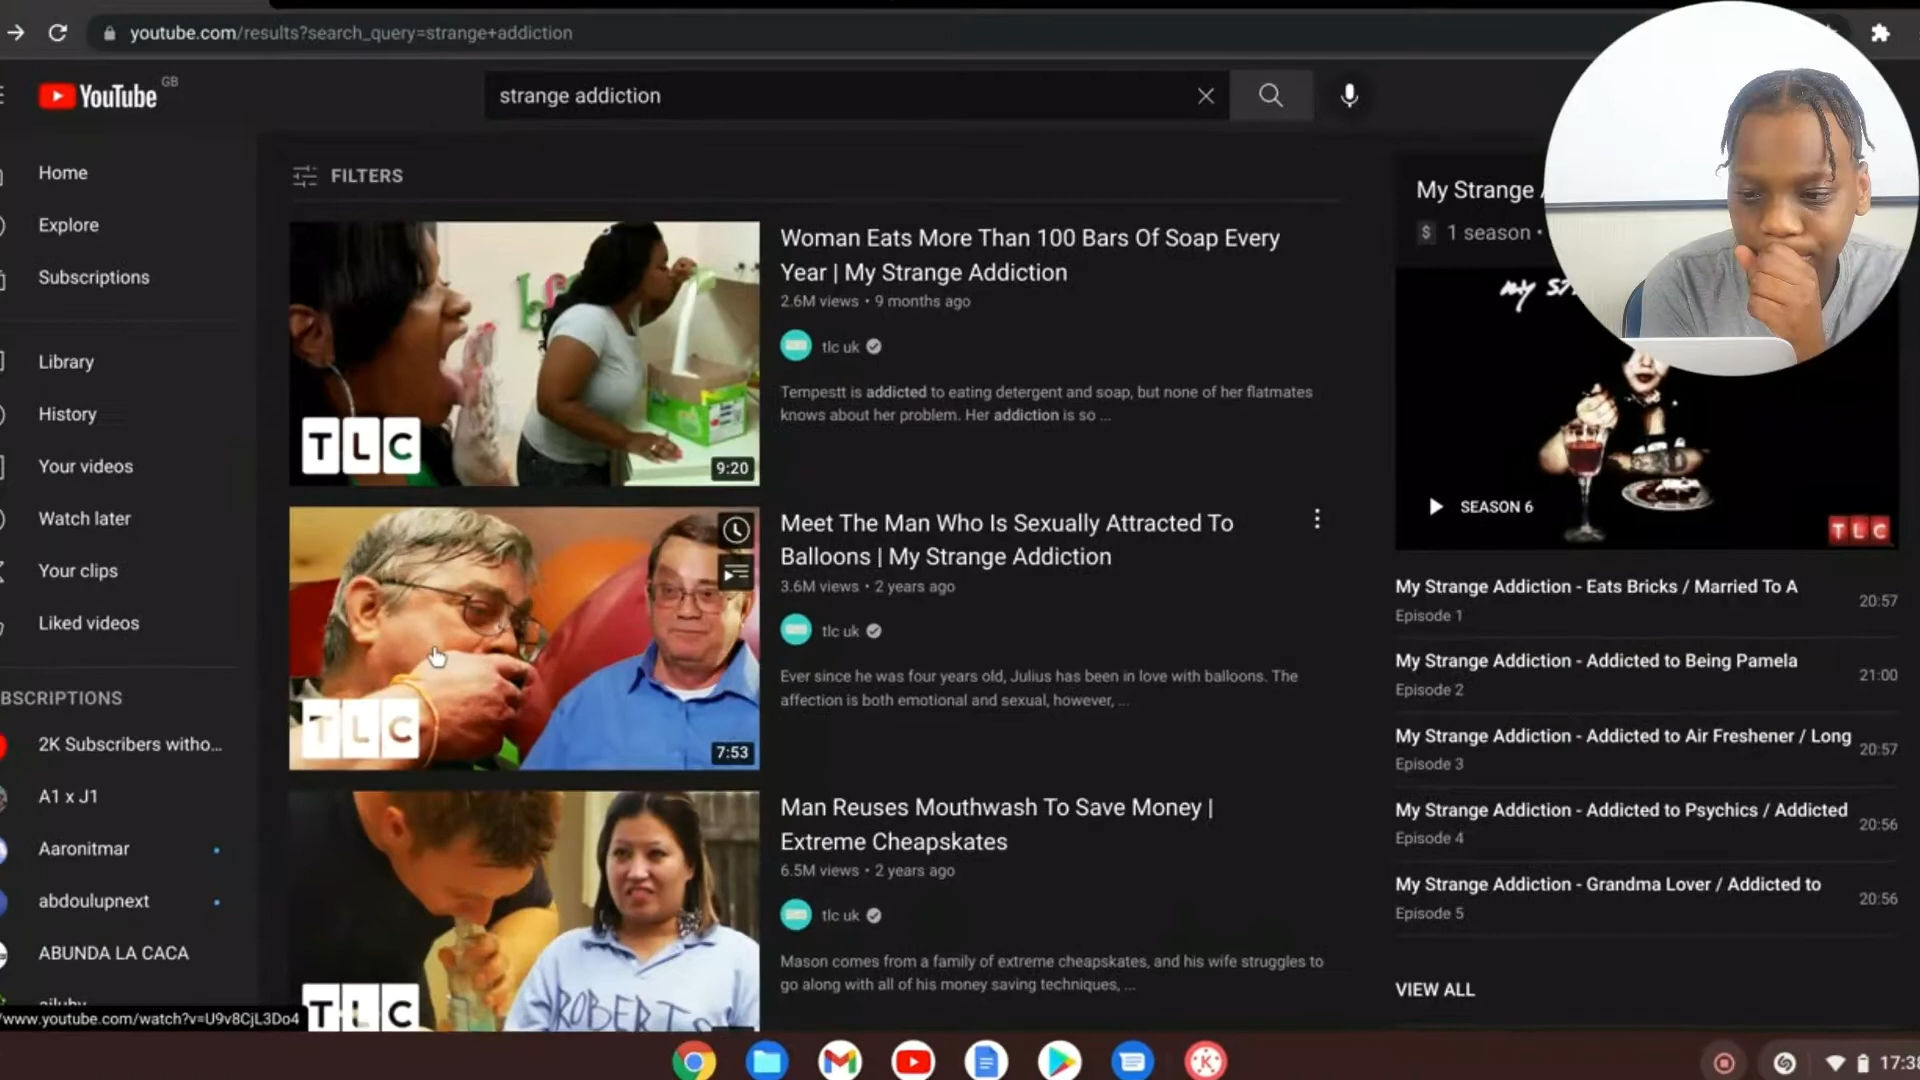 youtube.com/results?search_query=strange+addiction
YouTube GB
strange addiction
Home
Explore
Subscriptions
Library
History
Your videos
Watch later
Your clips
Liked videos
BSCRIPTIONS
2K Subscribers witho...
A1 x J1
Aaronitmar
abdoulupnext
ABUNDA LA CACA
www.youtube.com/watch?v=U9v8CjL3Do4
FILTERS
TLC
9:20
Woman Eats More Than 100 Bars Of Soap Every
Year | My Strange Addiction
2.6M views • 9 months ago
tlc uk
Tempestt is addicted to eating detergent and soap, but none of her flatmates
knows about her problem. Her addiction is so ...
TLC
7:53
Meet The Man Who Is Sexually Attracted To
Balloons | My Strange Addiction
3.6M views • 2 years ago
tlc uk
Ever since he was four years old, Julius has been in love with balloons. The
affection is both emotional and sexual, however, ...
TLC
Man Reuses Mouthwash To Save Money |
Extreme Cheapskates
6.5M views • 2 years ago
tlc uk
Mason comes from a family of extreme cheapskates, and his wife struggles to
go along with all of his money saving techniques, ...
My Strange
$ 1 season •
SEASON 6
TLC
My Strange Addiction - Eats Bricks / Married To A
Episode 1
20:57
My Strange Addiction - Addicted to Being Pamela
Episode 2
21:00
My Strange Addiction - Addicted to Air Freshener / Long
Episode 3
20:57
My Strange Addiction - Addicted to Psychics / Addicted
Episode 4
20:56
My Strange Addiction - Grandma Lover / Addicted to
Episode 5
20:56
VIEW ALL
17:38